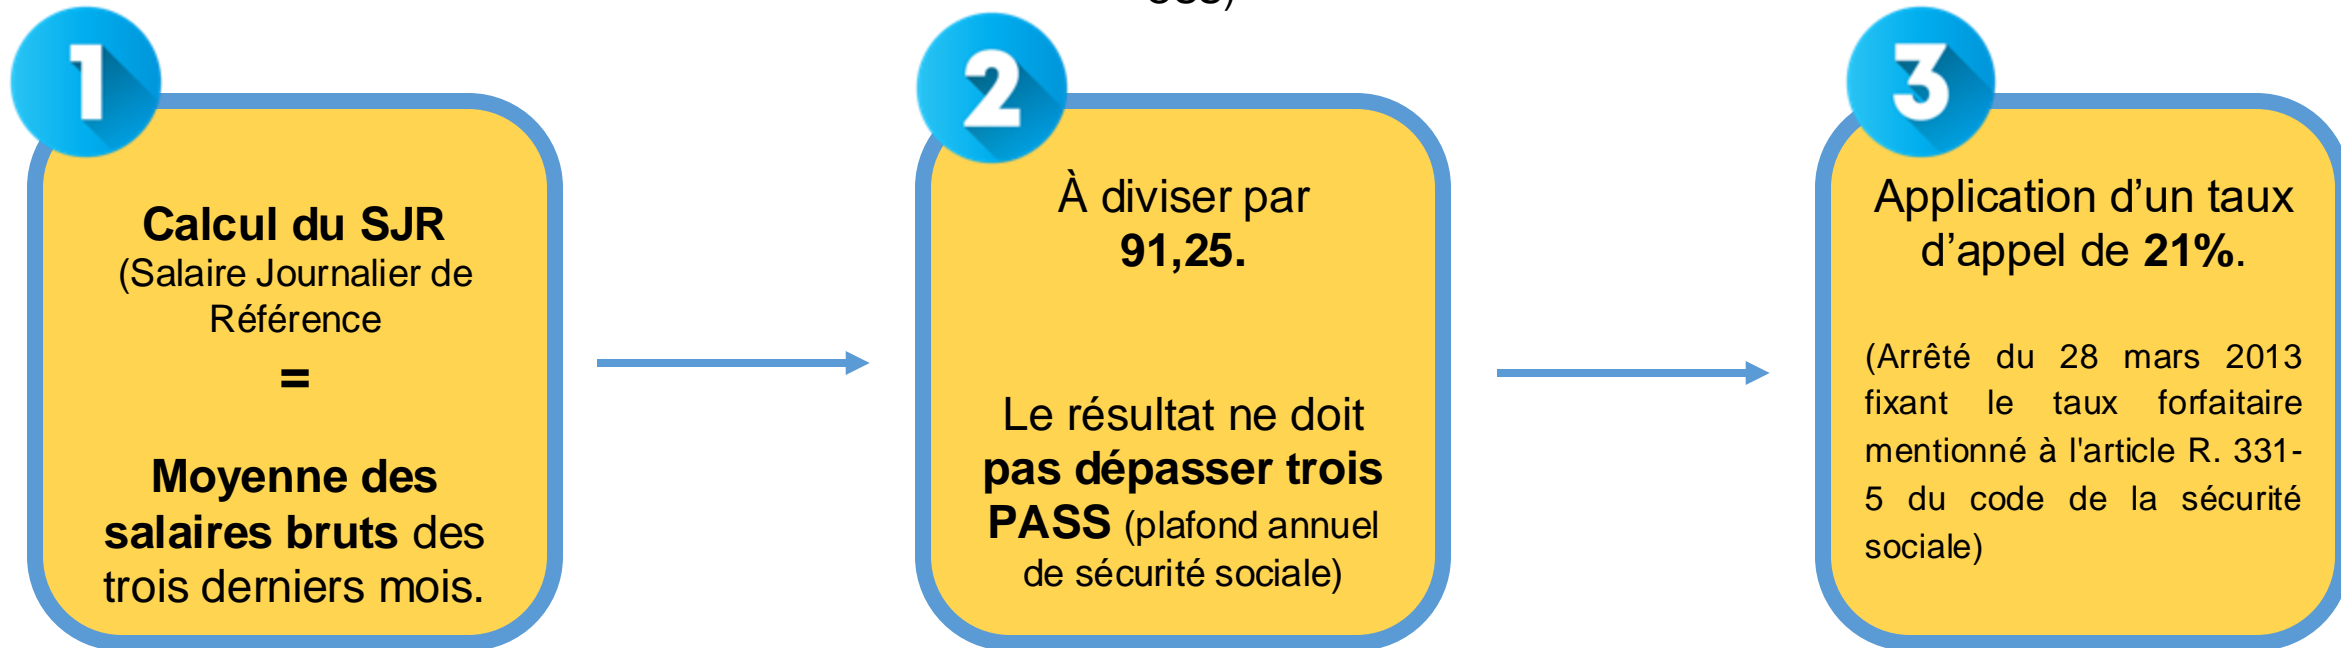 1
Calcul du SJR
(Salaire Journalier de
Référence
=
Moyenne des
salaires bruts des
trois derniers mois.
2
À diviser par
91,25.
Le résultat ne doit
pas dépasser trois
PASS (plafond annuel
de sécurité sociale)
3
Application d’un taux
d’appel de 21%.
(Arrêté du 28 mars 2013
fixant le taux forfaitaire
mentionné à l'article R. 331-
5 du code de la sécurité
sociale)